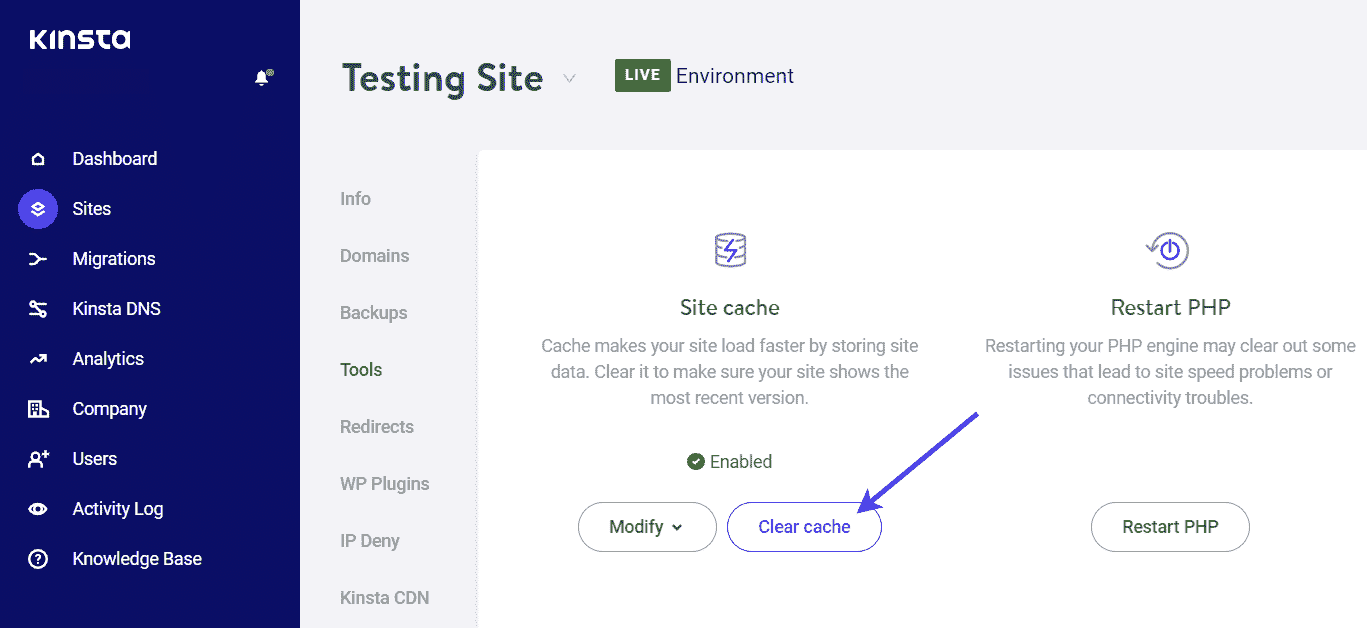 Kinsta
Dashboard
Sites
Migrations
Kinsta DNS
Analytics
Company
Users
Activity Log
Knowledge Base
Testing Site
LIVE Environment
Info
Domains
Backups
Tools
Redirects
WP Plugins
IP Deny
Kinsta CDN
Site cache
Cache makes your site load faster by storing site
data. Clear it to make sure your site shows the
most recent version.
Enabled
Modify
Clear cache
Restart PHP
Restarting your PHP engine may clear out some
issues that lead to site speed problems or
connectivity troubles.
Restart PHP